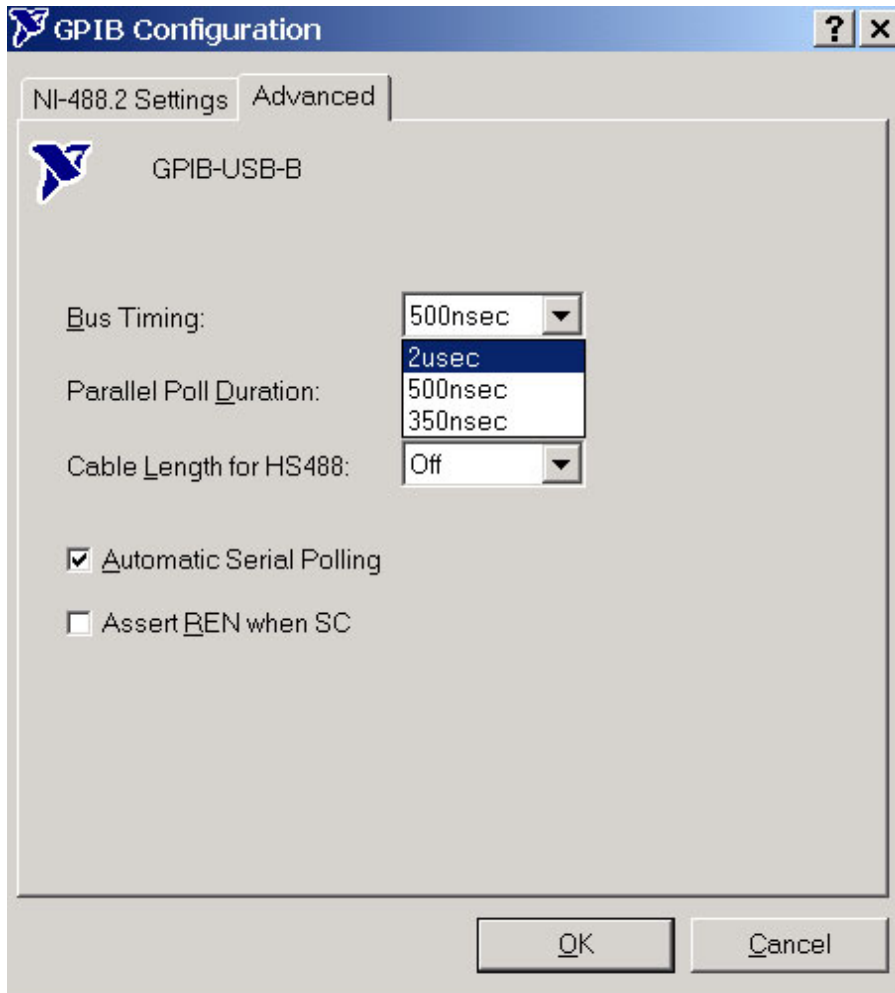 GPIB Configuration
NI-488.2 Settings Advanced
GPIB-USB-B
Bus Timing: 500nsec
2usec
Parallel Poll Duration: 500nsec
350nsec
Cable Length for HS488: Off
Automatic Serial Polling
Assert REN when SC
OK Cancel